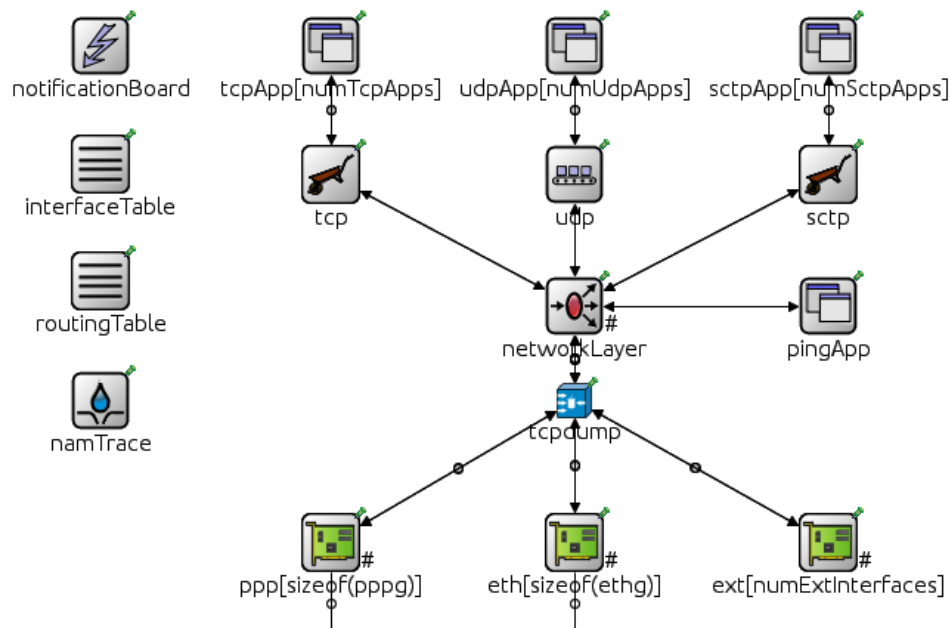 notificationBoard
tcpApp[numTcpApps]
udpApp[numUdpApps]
sctpApp[numSctpApps]
interfaceTable
tcp
udp
sctp
routingTable
#
networkLayer
pingApp
namTrace
tcpdump
#
#
#
ppp[sizeof(pppg)]
eth[sizeof(ethg)]
ext[numExtInterfaces]